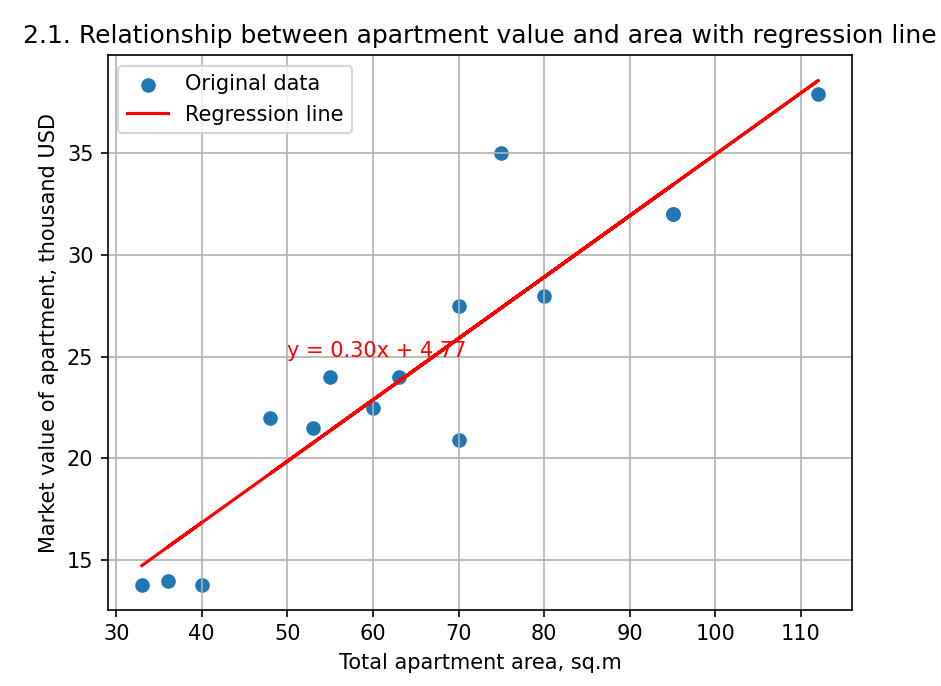 2.1. Relationship between apartment value and area with regression line
Original data
Regression line
35
30
25
20
15
Market value of apartment, thousand USD
y = 0.30x + 4.77
30 40 50 60 70 80 90 100 110
Total apartment area, sq.m